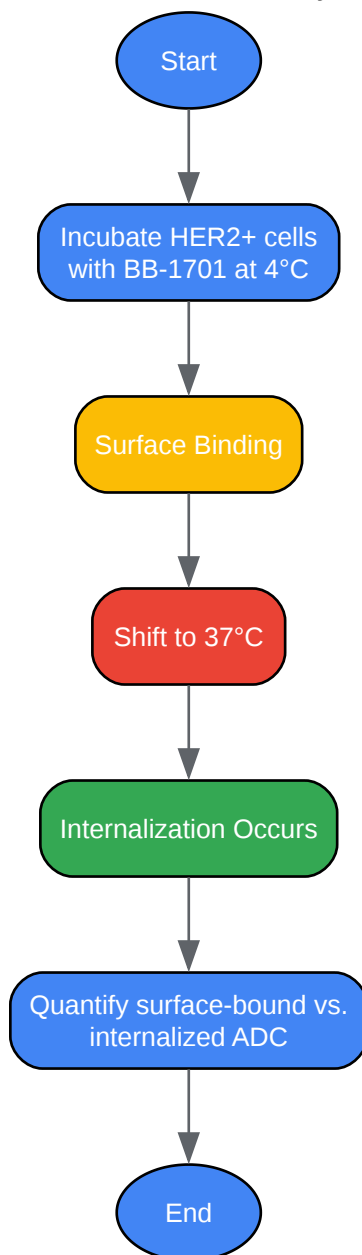 Start
Incubate HER2+ cells
with BB-1701 at 4°C
Surface Binding
Shift to 37°C
Internalization Occurs
Quantify surface-bound vs.
internalized ADC
End